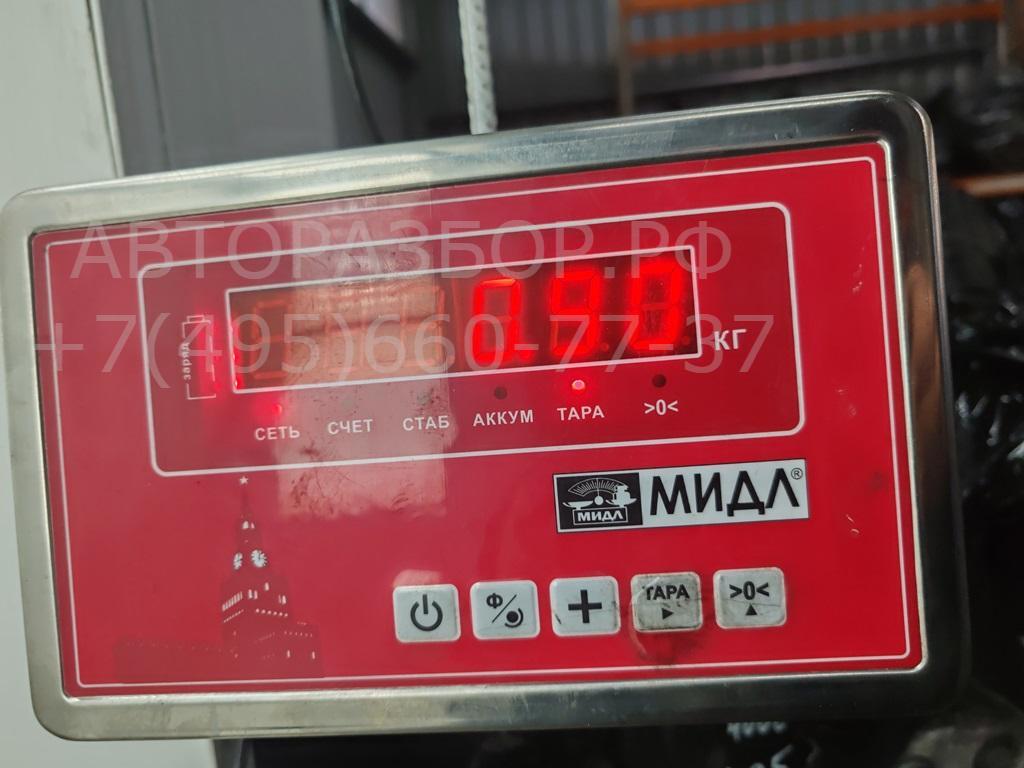 АВТОРАЗБОР.РФ
+7(495)660-77-37
заряд
0.90 КГ
СЕТЬ СЧЕТ СТАБ АККУМ ТАРА >0<
МИДЛ МИДЛ®
Ф + ТАРА >0<